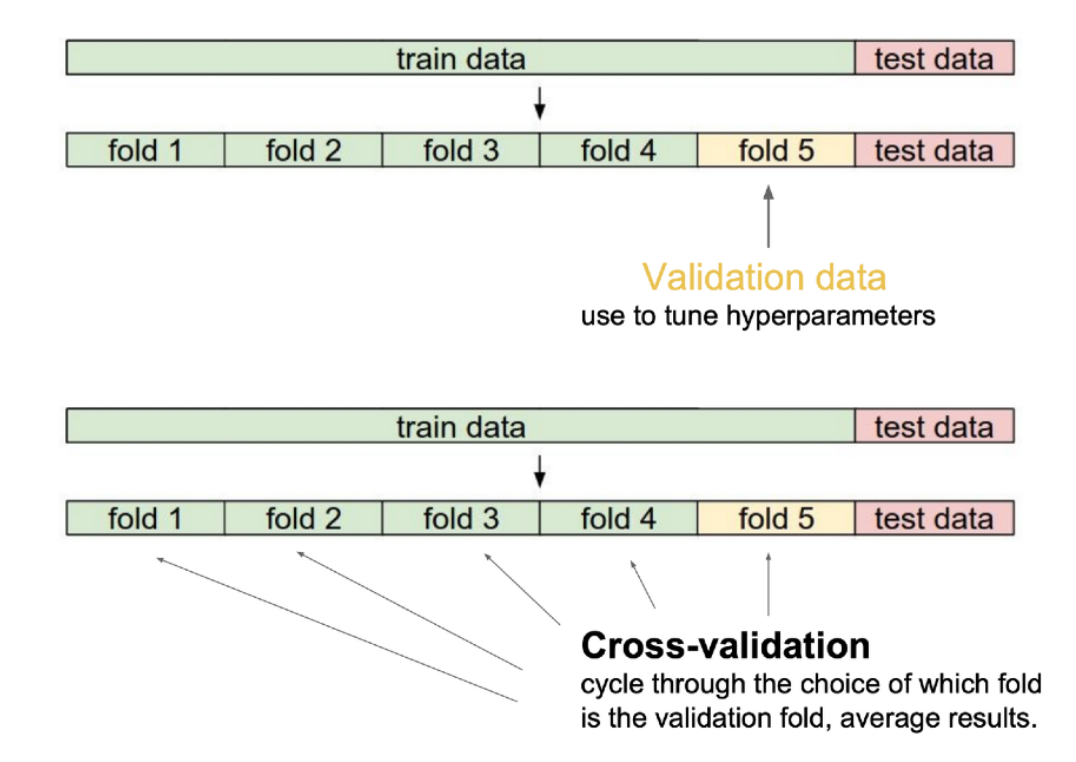 train data test data
fold 1 fold 2 fold 3 fold 4 fold 5 test data
Validation data
use to tune hyperparameters
train data test data
fold 1 fold 2 fold 3 fold 4 fold 5 test data
Cross-validation
cycle through the choice of which fold
is the validation fold, average results.